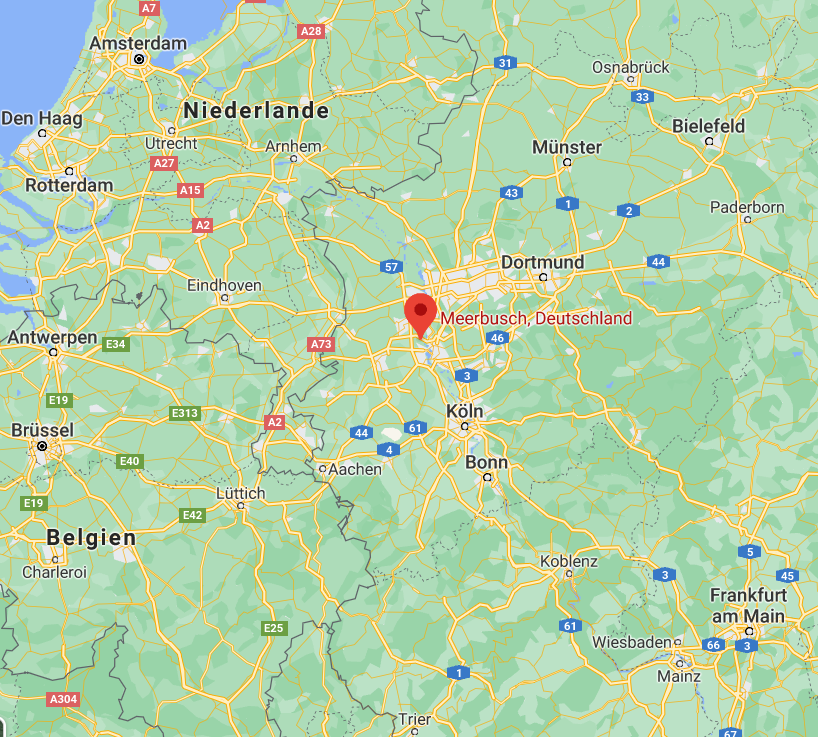 A7
Amsterdam
A28
31
Osnabrück
33
Niederlande
Den Haag
Utrecht
Arnhem
Münster
Bielefeld
A27
Rotterdam
A15
43
1
2
Paderborn
A2
57
Dortmund
44
Eindhoven
Meerbusch, Deutschland
Antwerpen
E34
A73
46
3
E19
E313
A2
Köln
Brüssel
44
61
4
E40
Aachen
Bonn
E19
Lüttich
E42
Belgien
Charleroi
Koblenz
5
3
45
Frankfurt
am Main
E25
61
Wiesbaden
66
3
Mainz
1
A304
Trier
67